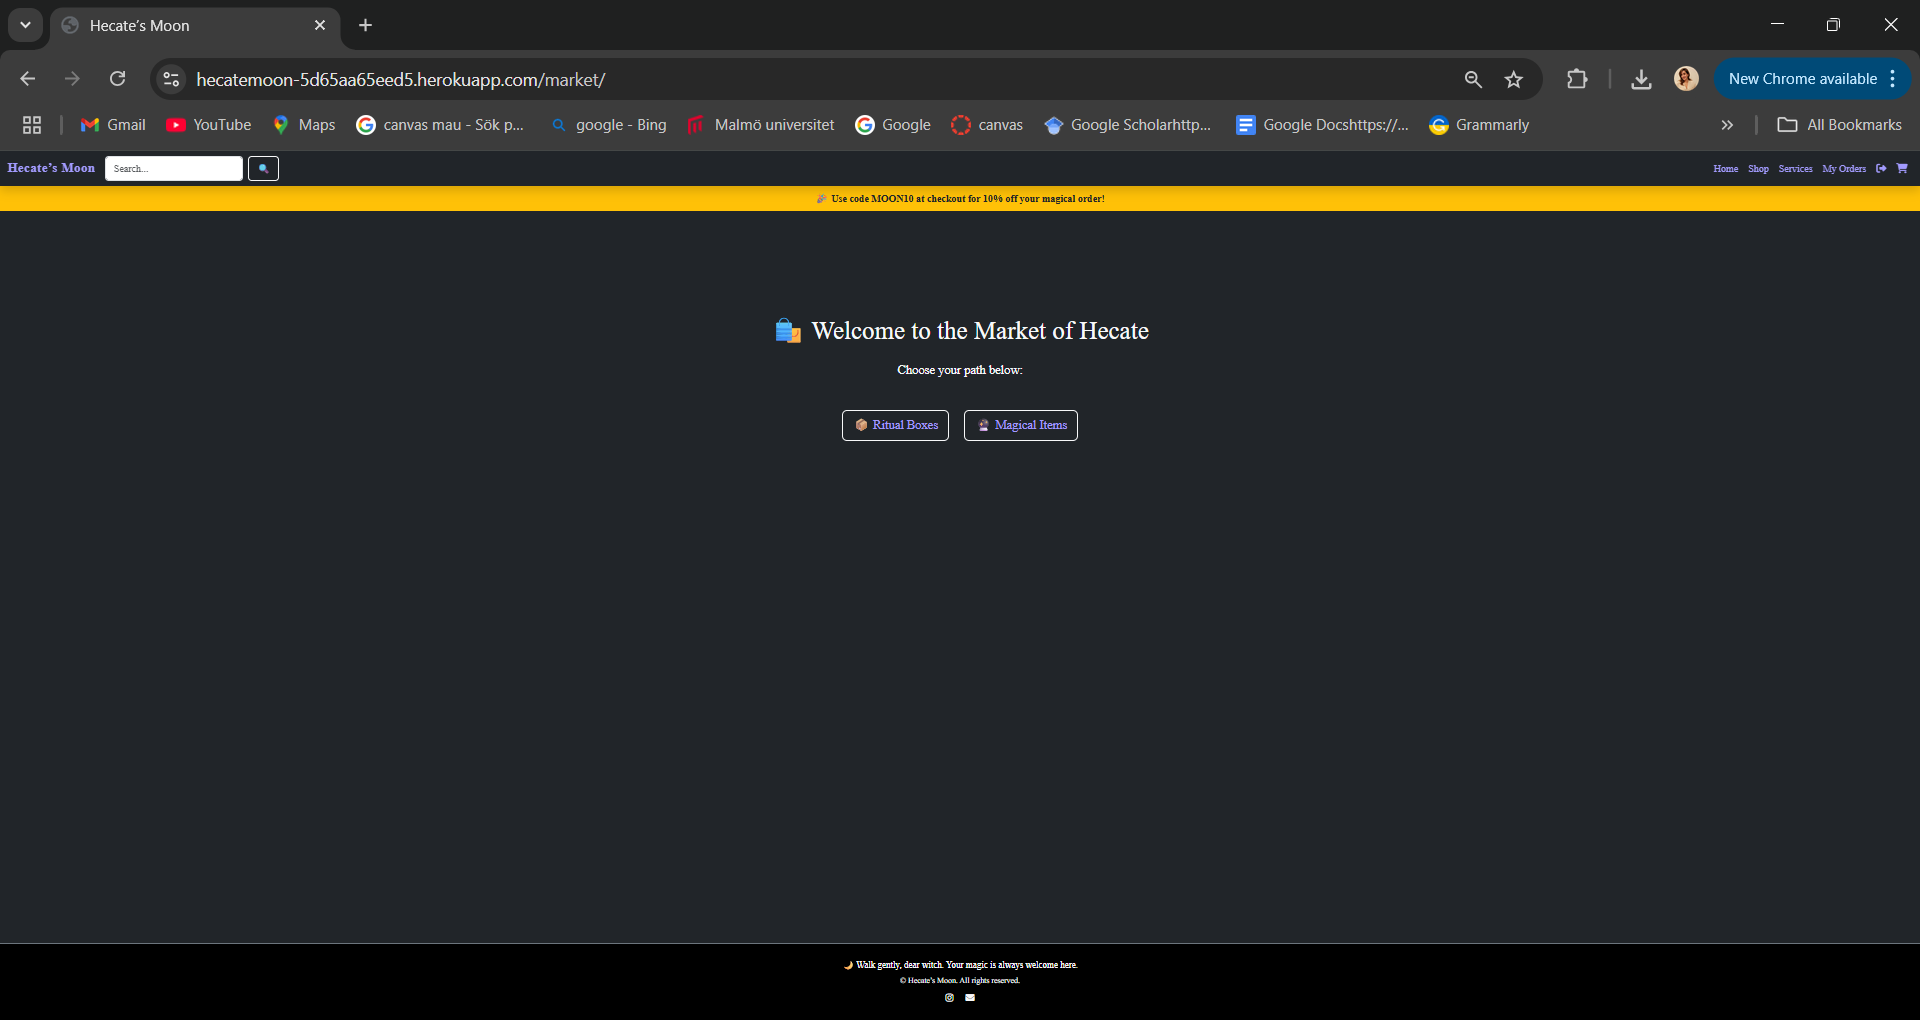 Hecate's Moon
hecatemoon-5d65aa65eed5.herokuapp.com/market/
New Chrome available
Gmail YouTube Maps canvas mau - Sök p... google - Bing Malmö universitet Google canvas Google Scholarhttp... Google Docshttps://... Grammarly All Bookmarks
Hecate's Moon Search... Home Shop Services My Orders
🎉 Use code MOON10 at checkout for 10% off your magical order!
🛍️ Welcome to the Market of Hecate
Choose your path below:
📦 Ritual Boxes 🔮 Magical Items
🌙 Walk gently, dear witch. Your magic is always welcome here.
© Hecate's Moon. All rights reserved.